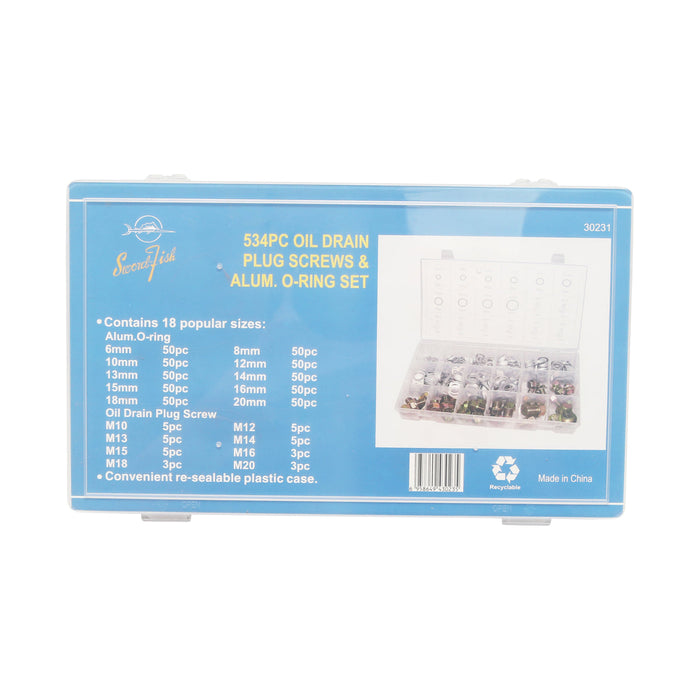 30231
SwordFish
534PC OIL DRAIN
PLUG SCREWS &
ALUM. O-RING SET
• Contains 18 popular sizes:
Alum.O-ring
6mm 50pc 8mm 50pc
10mm 50pc 12mm 50pc
13mm 50pc 14mm 50pc
15mm 50pc 16mm 50pc
18mm 50pc 20mm 50pc
Oil Drain Plug Screw
M10 5pc M12 5pc
M13 5pc M14 5pc
M15 5pc M16 3pc
M18 3pc M20 3pc
• Convenient re-sealable plastic case.
Recyclable
Made in China
OPEN
OPEN